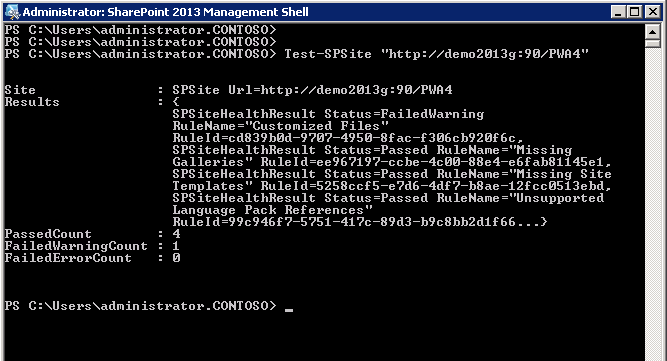 Administrator: SharePoint 2013 Management Shell
PS C:\Users\administrator.CONTOSO>
PS C:\Users\administrator.CONTOSO>
PS C:\Users\administrator.CONTOSO> Test-SPSite "http://demo2013g:90/PWA4"
Site : SPSite Url=http://demo2013g:90/PWA4
Results : {
SPSiteHealthResult Status=FailedWarning
RuleName="Customized Files"
RuleId=cd839b0d-9707-4950-8fac-f306cb920f6c,
SPSiteHealthResult Status=Passed RuleName="Missing
Galleries" RuleId=ee967197-ccbe-4c00-88e4-e6fab81145e1,
SPSiteHealthResult Status=Passed RuleName="Missing Site
Templates" RuleId=5258ccf5-e7d6-4df7-b8ae-12fcc0513ebd,
SPSiteHealthResult Status=Passed RuleName="Unsupported
Language Pack References"
RuleId=99c946f7-5751-417c-89d3-b9c8bb2d1f66...}
PassedCount : 4
FailedWarningCount : 1
FailedErrorCount : 0
PS C:\Users\administrator.CONTOSO> _